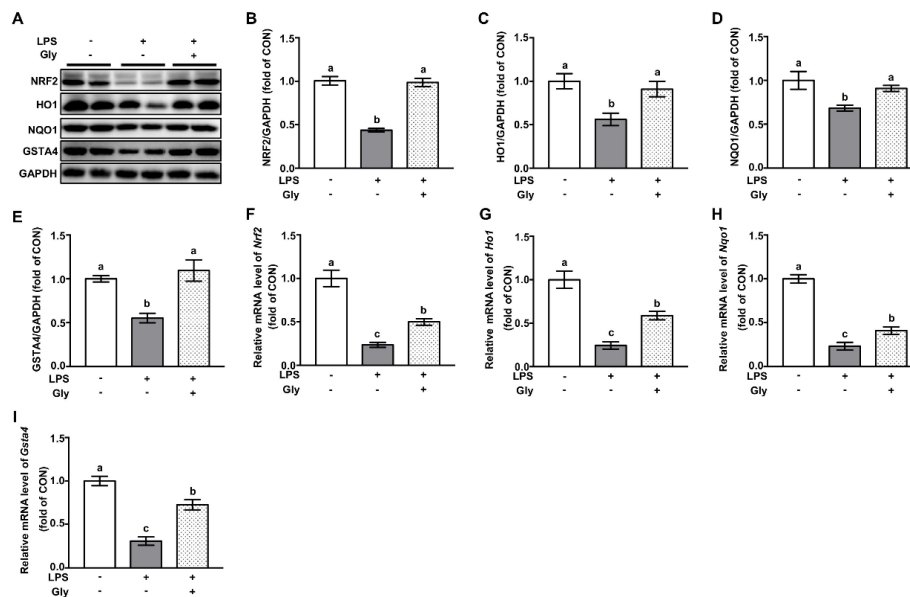 A
LPS - + +
Gly - - +
NRF2
HO1
NQO1
GSTA4
GAPDH
B
NRF2/GAPDH (fold of CON)
1.5
1.0
0.5
0.0
a
b
a
LPS - + +
Gly - - +
C
HO1/GAPDH (fold of CON)
1.5
1.0
0.5
0.0
a
b
a
LPS - + +
Gly - - +
D
NQO1/GAPDH (fold of CON)
1.5
1.0
0.5
0.0
a
b
a
LPS - + +
Gly - - +
E
GSTA4/GAPDH (fold of CON)
1.5
1.0
0.5
0.0
a
b
a
LPS - + +
Gly - - +
F
Relative mRNA level of Nrf2
(fold of CON)
1.5
1.0
0.5
0.0
a
c
b
LPS - + +
Gly - - +
G
Relative mRNA level of Ho1
(fold of CON)
1.5
1.0
0.5
0.0
a
c
b
LPS - + +
Gly - - +
H
Relative mRNA level of Nqo1
(fold of CON)
1.5
1.0
0.5
0.0
a
c
b
LPS - + +
Gly - - +
I
Relative mRNA level of Gsta4
(fold of CON)
1.5
1.0
0.5
0.0
a
c
b
LPS - + +
Gly - - +